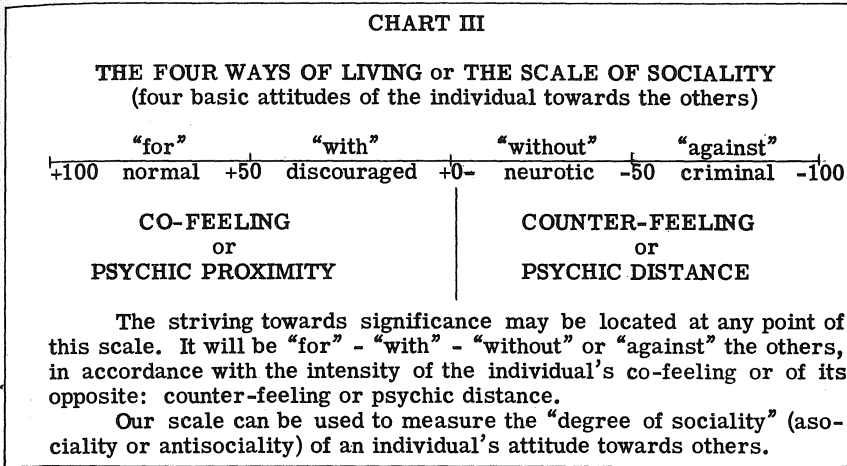 CHART III
THE FOUR WAYS OF LIVING or THE SCALE OF SOCIALITY
(four basic attitudes of the individual towards the others)
“for” “with” “without” “against”
+100 normal +50 discouraged +0- neurotic -50 criminal -100
CO-FEELING COUNTER-FEELING
or or
PSYCHIC PROXIMITY PSYCHIC DISTANCE
The striving towards significance may be located at any point of
this scale. It will be “for” - “with” - “without” or “against” the others,
in accordance with the intensity of the individual’s co-feeling or of its
opposite: counter-feeling or psychic distance.
Our scale can be used to measure the “degree of sociality” (aso-
ciality or antisociality) of an individual’s attitude towards others.